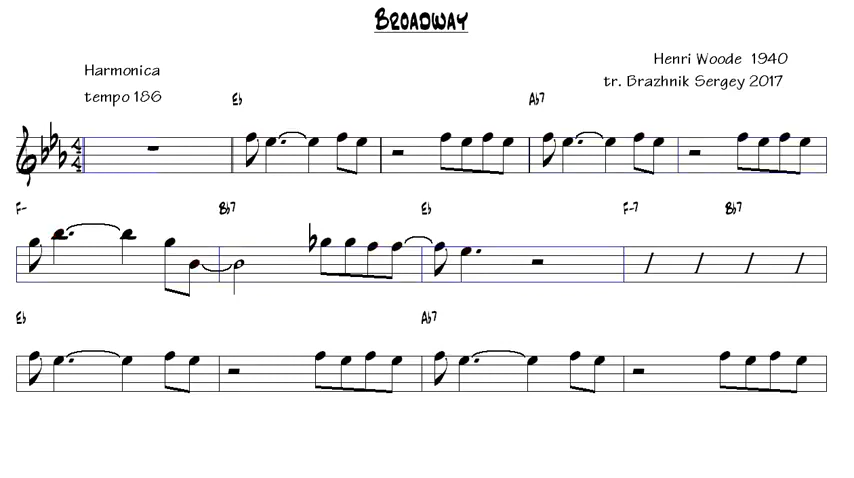 BROADWAY
Henri Woode 1940
Harmonica
tr. Brazhnik Sergey 2017
tempo 186
Eb Ab7
F- Bb7 Eb F-7 Bb7
Eb Ab7